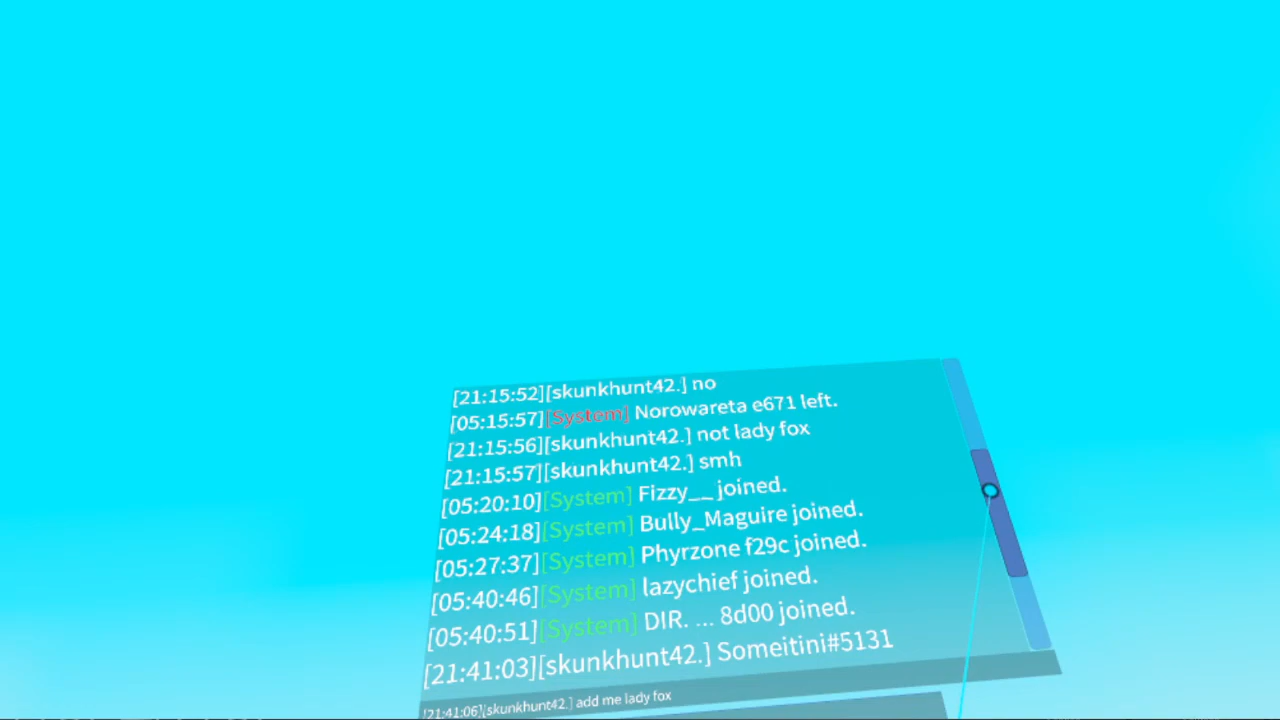 [21:15:52][skunkhunt42.] no
[05:15:57][System] Norowareta e671 left.
[21:15:56][skunkhunt42.] not lady fox
[21:15:57][skunkhunt42.] smh
[05:20:10][System] Fizzy__ joined.
[05:24:18][System] Bully_Maguire joined.
[05:27:37][System] Phyrzone f29c joined.
[05:40:46][System] lazychief joined.
[05:40:51][System] DIR. ... 8d00 joined.
[21:41:03][skunkhunt42.] Someitini#5131
[21:41:06][skunkhunt42.] add me lady fox